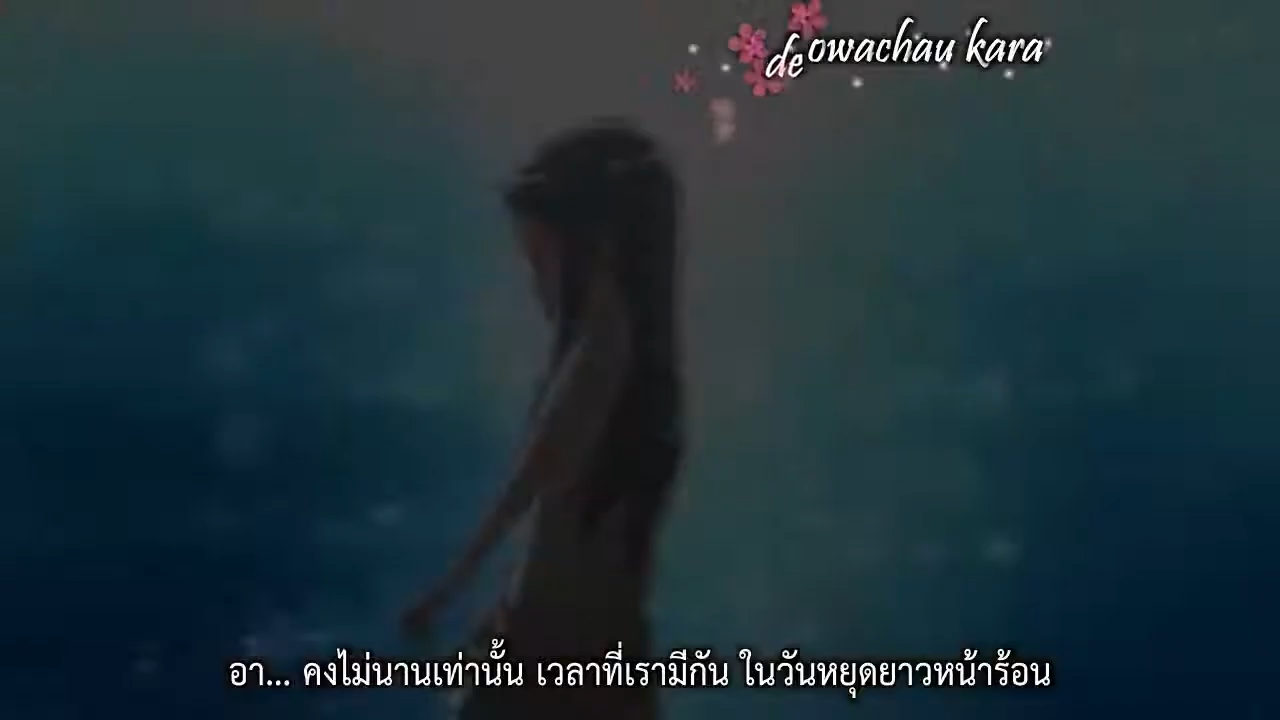 de owachau kara
อา... คงไม่นานเท่านั้น เวลาที่เรามีกัน ในวันหยุดยาวหน้าร้อน